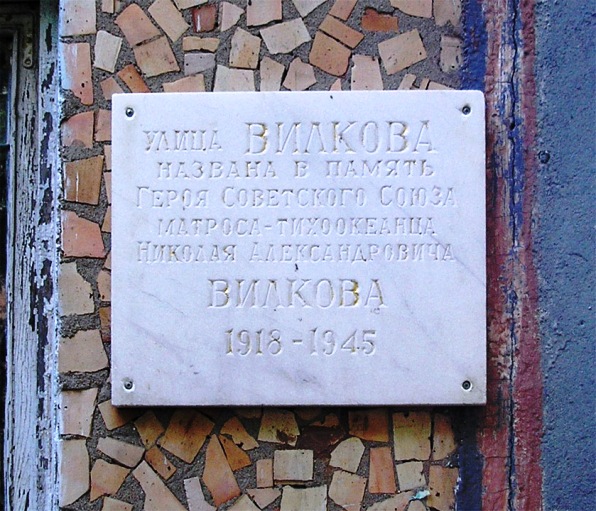 УЛИЦА ВИЛКОВА
НАЗВАНА В ПАМЯТЬ
ГЕРОЯ СОВЕТСКОГО СОЮЗА
МАТРОСА-ТИХООКЕАНЦА
НИКОЛАЯ АЛЕКСАНДРОВИЧА
ВИЛКОВА
1918-1945